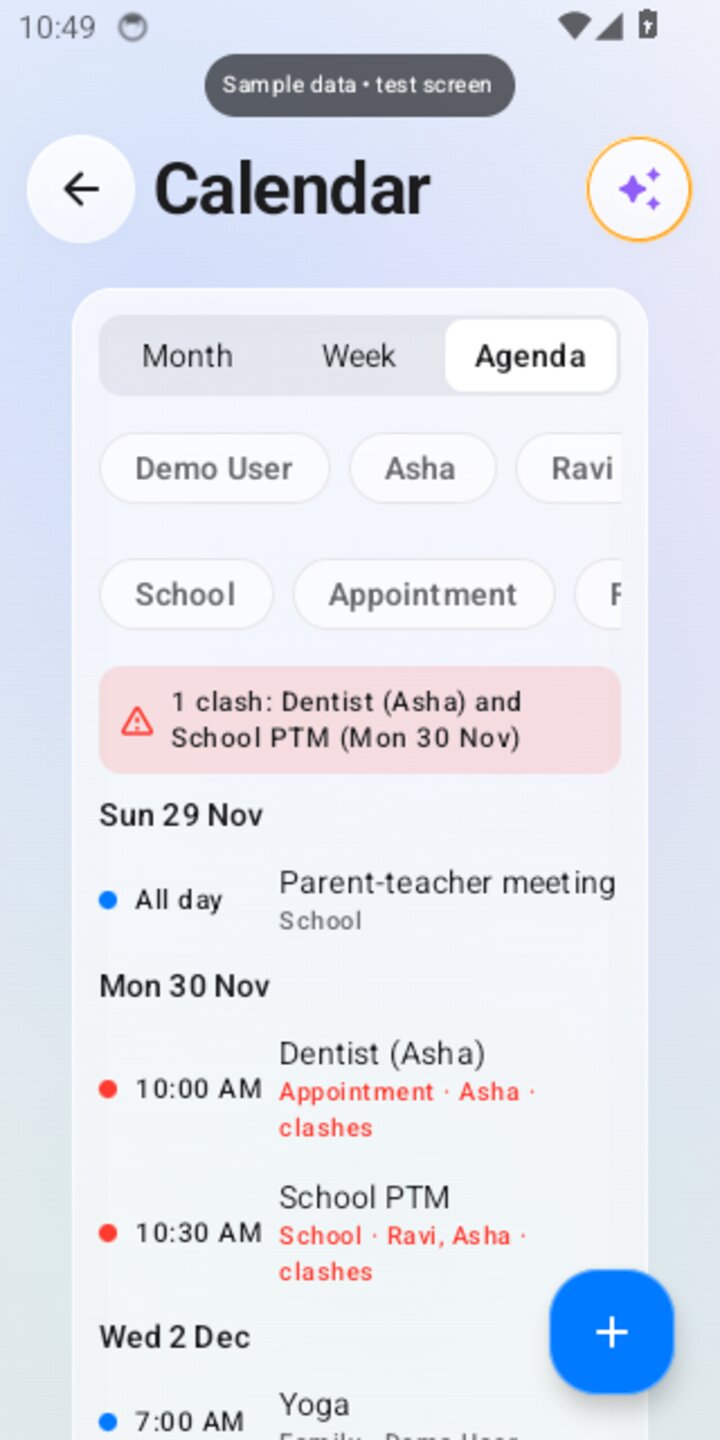 10:49
Sample data • test screen
Calendar
Month Week Agenda
Demo User Asha Ravi
School Appointment F
1 clash: Dentist (Asha) and
School PTM (Mon 30 Nov)
Sun 29 Nov
All day Parent-teacher meeting
School
Mon 30 Nov
Dentist (Asha)
10:00 AM Appointment · Asha ·
clashes
School PTM
10:30 AM School · Ravi, Asha ·
clashes
Wed 2 Dec
Yoga
7:00 AM